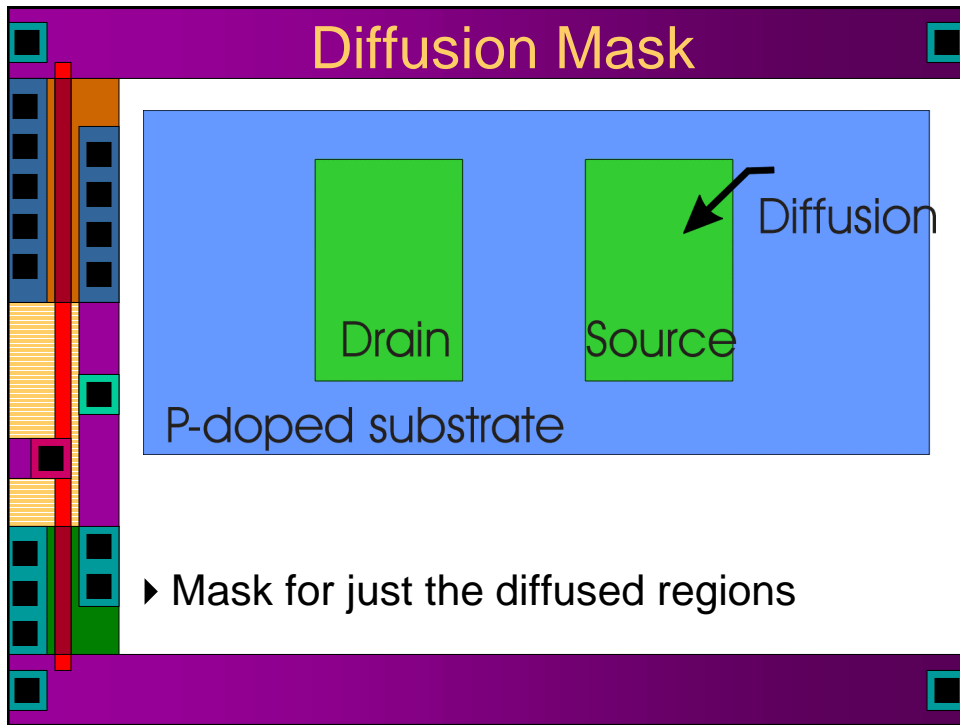 Diffusion Mask
Diffusion
Drain Source
P-doped substrate
Mask for just the diffused regions